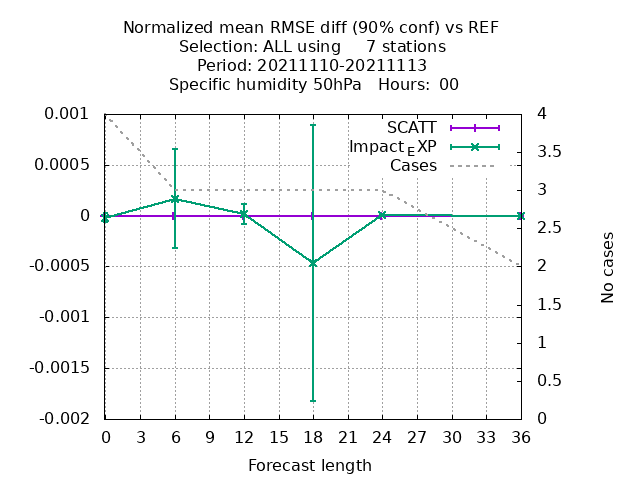 Normalized mean RMSE diff (90% conf) vs REF
Selection: ALL using 7 stations
Period: 20211110-20211113
Specific humidity 50hPa Hours: 00
SCATT
Impact_EXP
Cases
0.001
0.0005
0
-0.0005
-0.001
-0.0015
-0.002
4
3.5
3
2.5
2
1.5
1
0.5
0
No cases
0 3 6 9 12 15 18 21 24 27 30 33 36
Forecast length